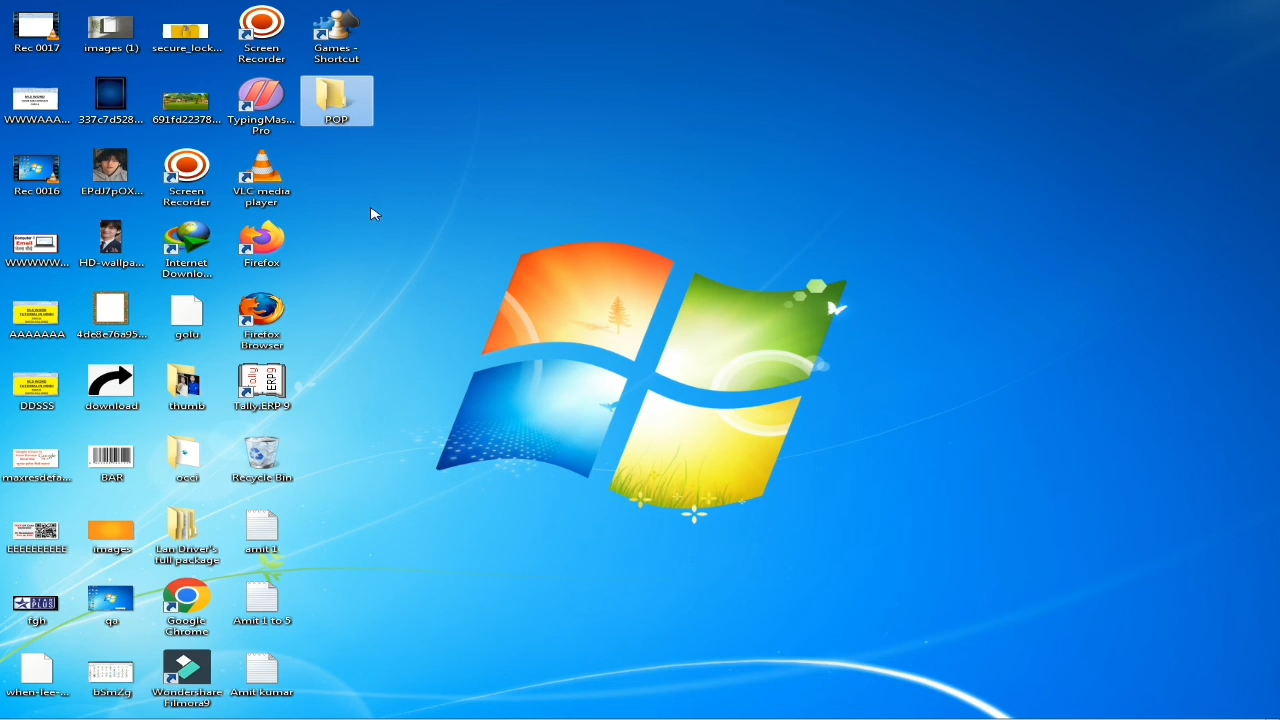 Rec 0017
images (1)
secure_lock...
Screen
Recorder
Games -
Shortcut
WWWAAA...
337c7d528...
691fd22378...
TypingMas...
Pro
POP
Rec 0016
EPdJ7pOX...
Screen
Recorder
VLC media
player
WWWWW...
HD-wallpa...
Internet
Downlo...
Firefox
AAAAAAA
4de8e76a95...
golu
Firefox
Browser
DDSSS
download
thumb
Tally.ERP 9
maxresdefa...
BAR
occi
Recycle Bin
EEEEEEEEEE
images
Lan Driver's
full package
amit 1
fgh
qa
Google
Chrome
Amit 1 to 5
when-lee-...
bSmZg
Wondershare
Filmora9
Amit kumar